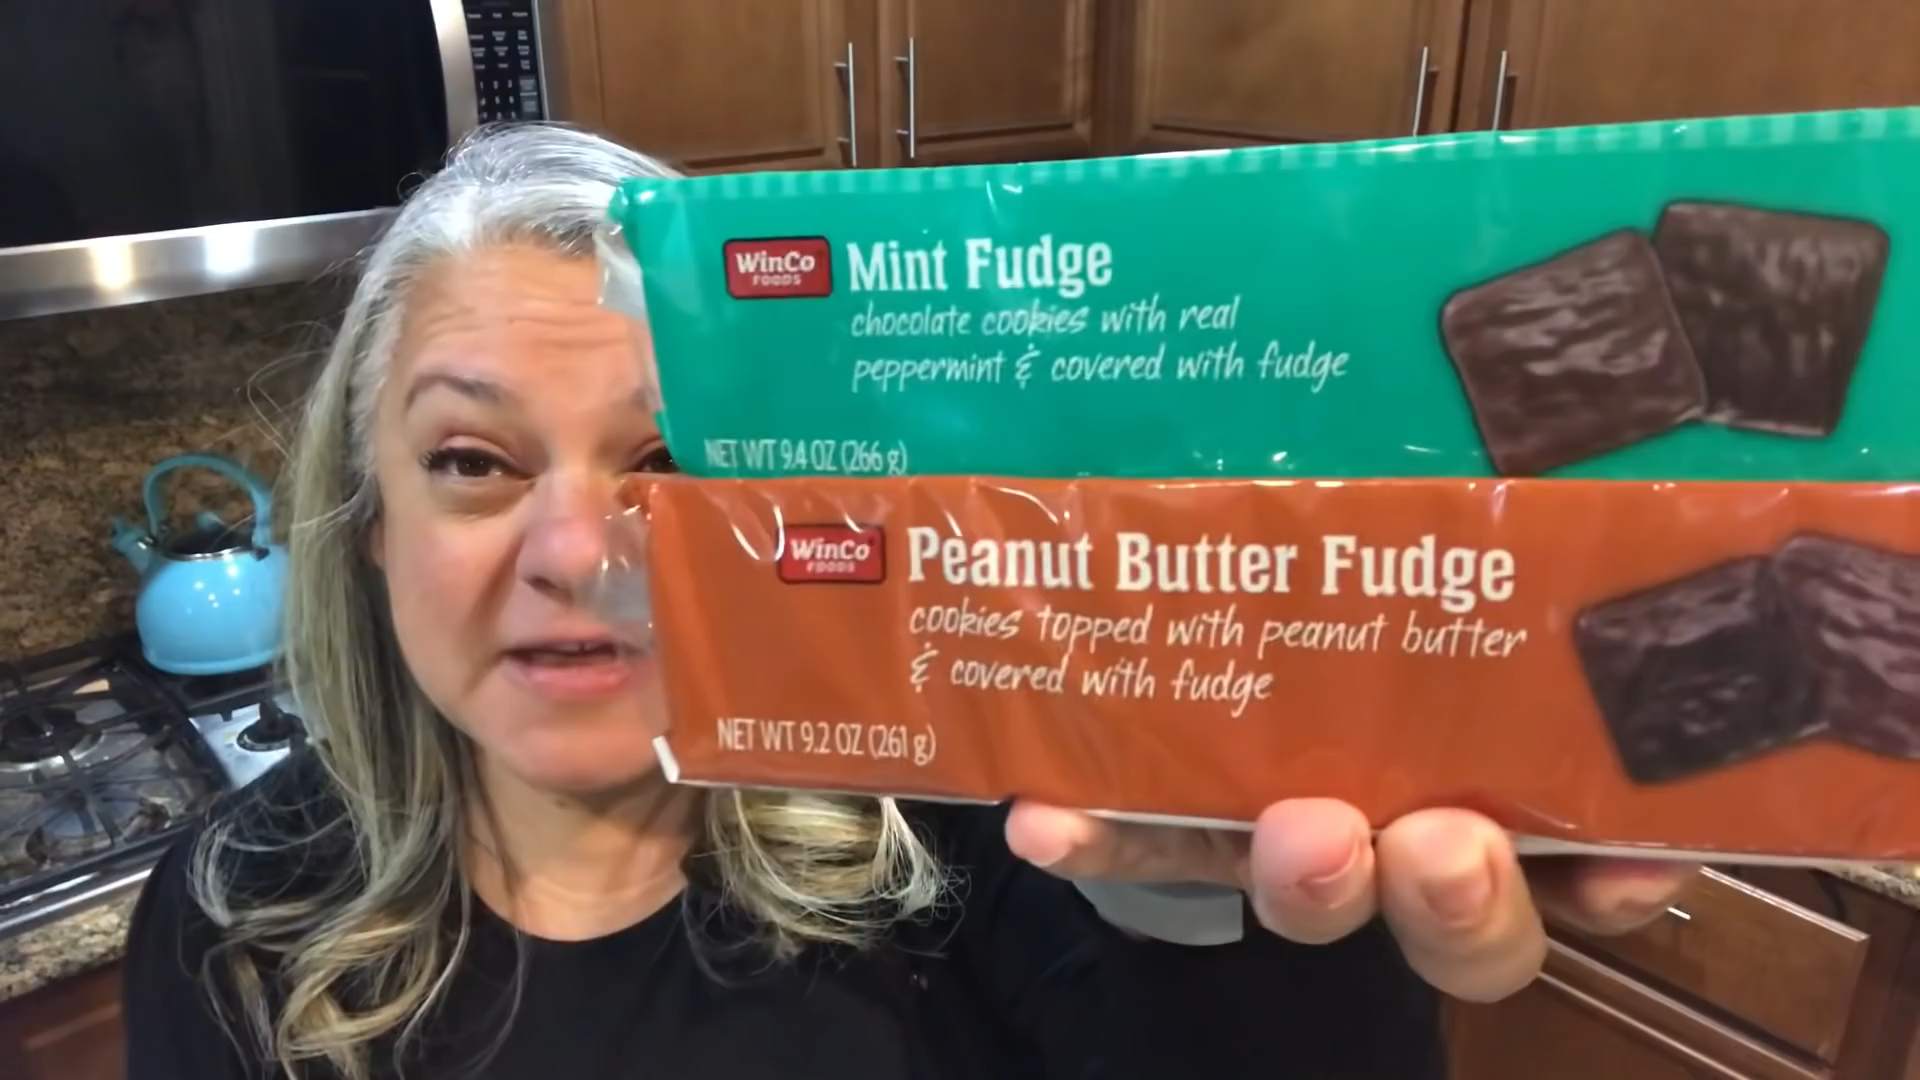 WinCo
FOODS
Mint Fudge
chocolate cookies with real
peppermint & covered with fudge
NET WT 9.4 OZ (266 g)
WinCo
FOODS
Peanut Butter Fudge
cookies topped with peanut butter
& covered with fudge
NET WT 9.2 OZ (261 g)